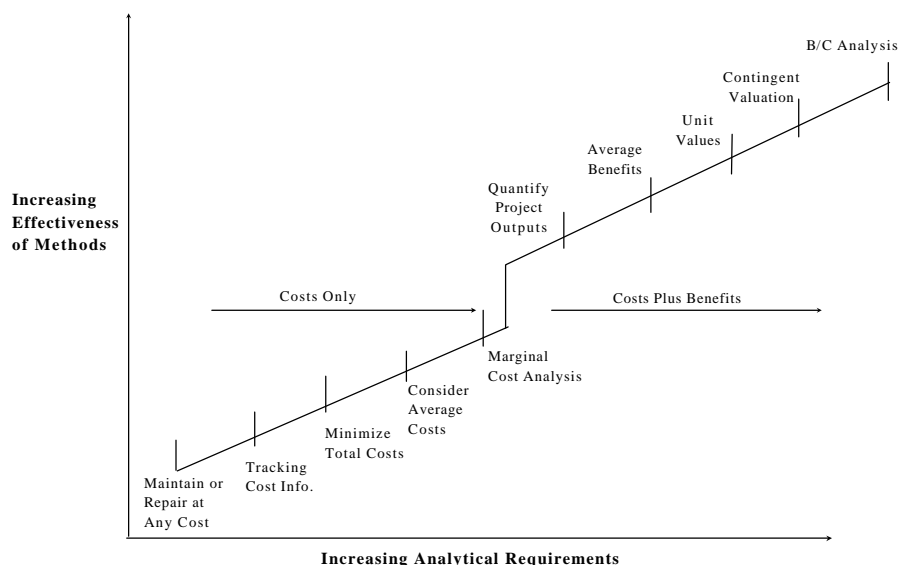 B/C Analysis
Contingent
Valuation
Unit
Values
Average
Benefits
Quantify
Project
Outputs
Increasing
Effectiveness
of Methods
Costs Only
Costs Plus Benefits
Marginal
Cost Analysis
Consider
Average
Costs
Minimize
Total Costs
Tracking
Cost Info.
Maintain or
Repair at
Any Cost
Increasing Analytical Requirements